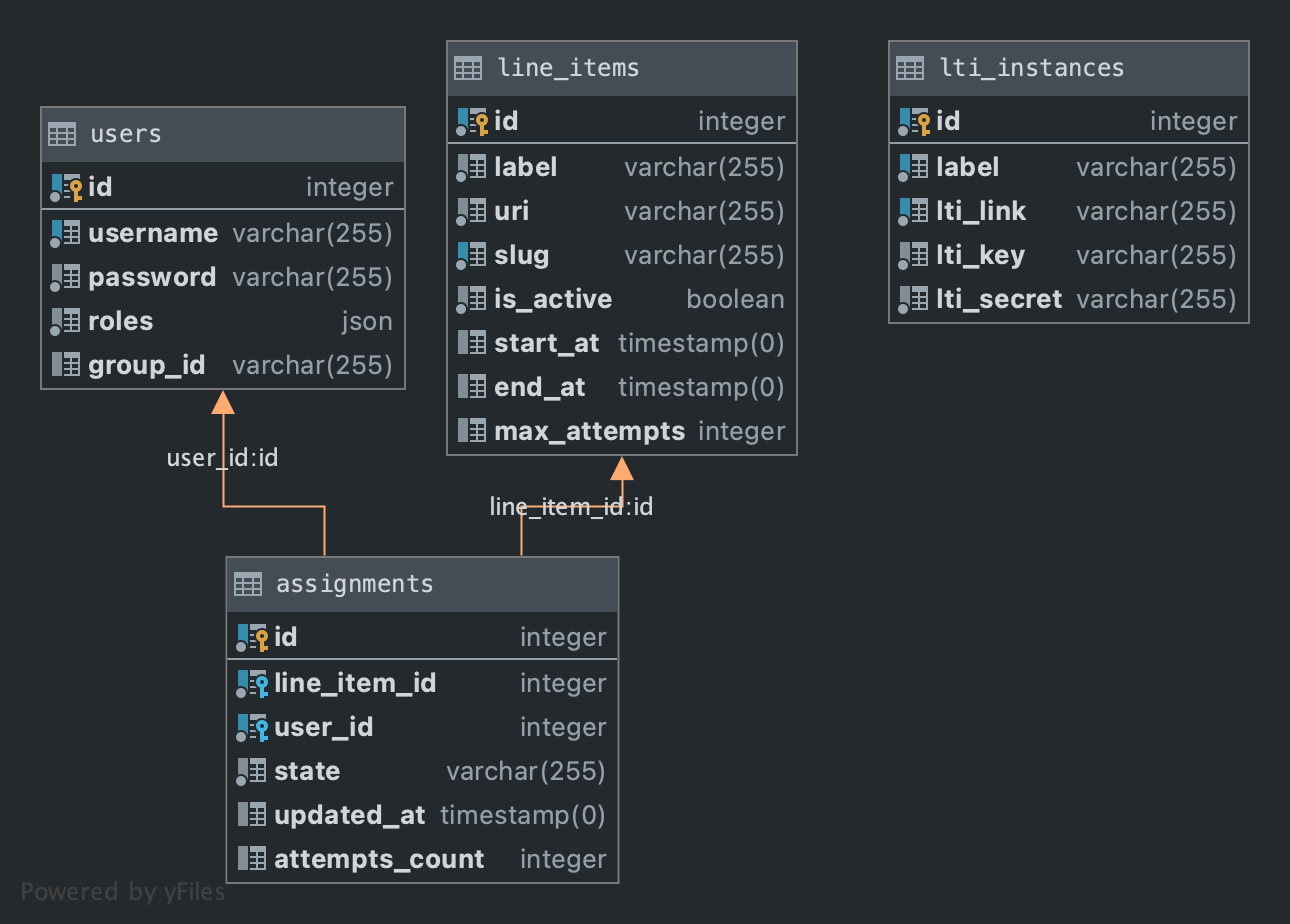 users
id integer
username varchar(255)
password varchar(255)
roles json
group_id varchar(255)
line_items
id integer
label varchar(255)
uri varchar(255)
slug varchar(255)
is_active boolean
start_at timestamp(0)
end_at timestamp(0)
max_attempts integer
lti_instances
id integer
label varchar(255)
lti_link varchar(255)
lti_key varchar(255)
lti_secret varchar(255)
user_id:id
line_item_id:id
assignments
id integer
line_item_id integer
user_id integer
state varchar(255)
updated_at timestamp(0)
attempts_count integer
Powered by yFiles